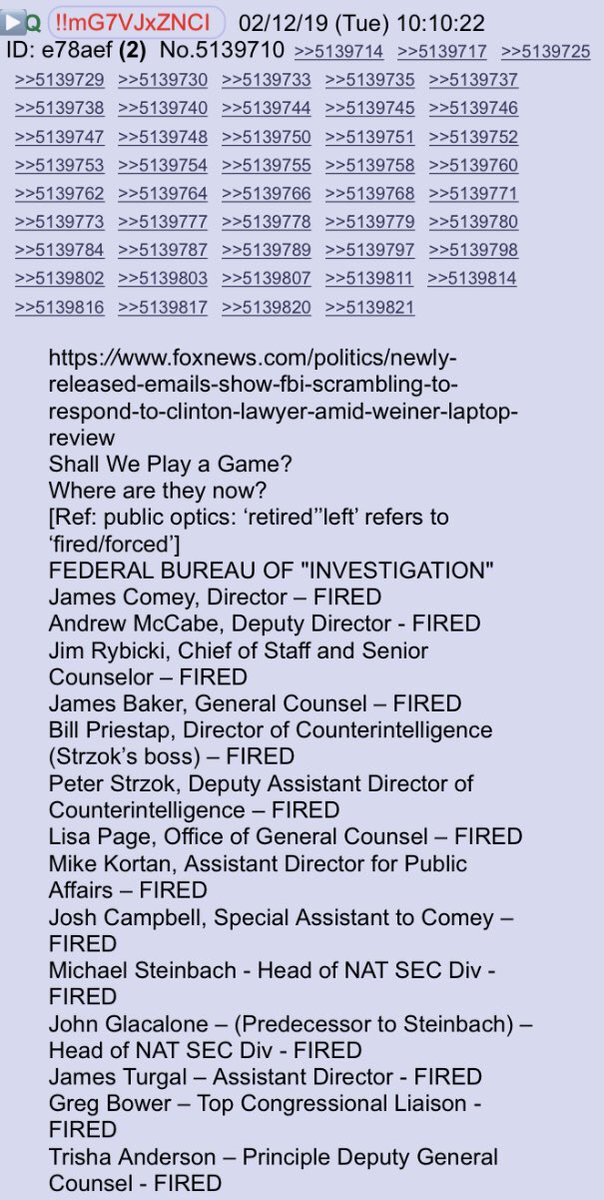 Q !!mG7VJxZNCI 02/12/19 (Tue) 10:10:22
ID: e78aef (2) No.5139710 >>5139714 >>5139717 >>5139725
>>5139729 >>5139730 >>5139733 >>5139735 >>5139737
>>5139738 >>5139740 >>5139744 >>5139745 >>5139746
>>5139747 >>5139748 >>5139750 >>5139751 >>5139752
>>5139753 >>5139754 >>5139755 >>5139758 >>5139760
>>5139762 >>5139764 >>5139766 >>5139768 >>5139771
>>5139773 >>5139777 >>5139778 >>5139779 >>5139780
>>5139784 >>5139787 >>5139789 >>5139797 >>5139798
>>5139802 >>5139803 >>5139807 >>5139811 >>5139814
>>5139816 >>5139817 >>5139820 >>5139821
https://www.foxnews.com/politics/newly-
released-emails-show-fbi-scrambling-to-
respond-to-clinton-lawyer-amid-weiner-laptop-
review
Shall We Play a Game?
Where are they now?
[Ref: public optics: ‘retired’'left’ refers to
‘fired/forced’]
FEDERAL BUREAU OF "INVESTIGATION"
James Comey, Director – FIRED
Andrew McCabe, Deputy Director - FIRED
Jim Rybicki, Chief of Staff and Senior
Counselor – FIRED
James Baker, General Counsel – FIRED
Bill Priestap, Director of Counterintelligence
(Strzok’s boss) – FIRED
Peter Strzok, Deputy Assistant Director of
Counterintelligence – FIRED
Lisa Page, Office of General Counsel – FIRED
Mike Kortan, Assistant Director for Public
Affairs – FIRED
Josh Campbell, Special Assistant to Comey –
FIRED
Michael Steinbach - Head of NAT SEC Div -
FIRED
John Glacalone – (Predecessor to Steinbach) –
Head of NAT SEC Div - FIRED
James Turgal – Assistant Director - FIRED
Greg Bower – Top Congressional Liaison -
FIRED
Trisha Anderson – Principle Deputy General
Counsel - FIRED